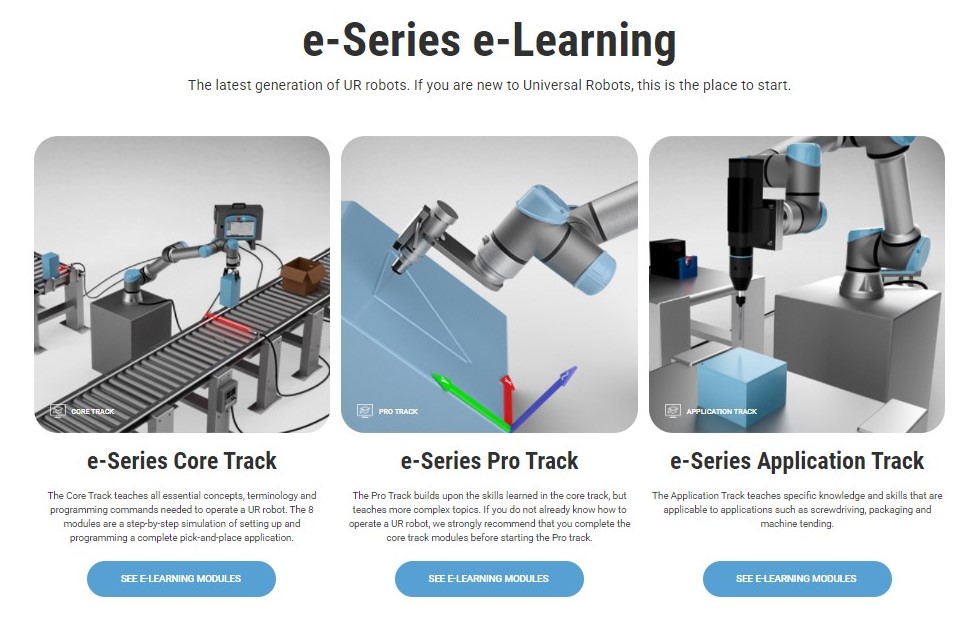 e-Series e-Learning
The latest generation of UR robots. If you are new to Universal Robots, this is the place to start.
CORE TRACK
PRO TRACK
APPLICATION TRACK
e-Series Core Track
The Core Track teaches all essential concepts, terminology and
programming commands needed to operate a UR robot. The 8
modules are a step-by-step simulation of setting up and
programming a complete pick-and-place application.
SEE E-LEARNING MODULES
e-Series Pro Track
The Pro Track builds upon the skills learned in the core track, but
teaches more complex topics. If you do not already know how to
operate a UR robot, we strongly recommend that you complete the
core track modules before starting the Pro track.
SEE E-LEARNING MODULES
e-Series Application Track
The Application Track teaches specific knowledge and skills that are
applicable to applications such as screwdriving, packaging and
machine tending.
SEE E-LEARNING MODULES